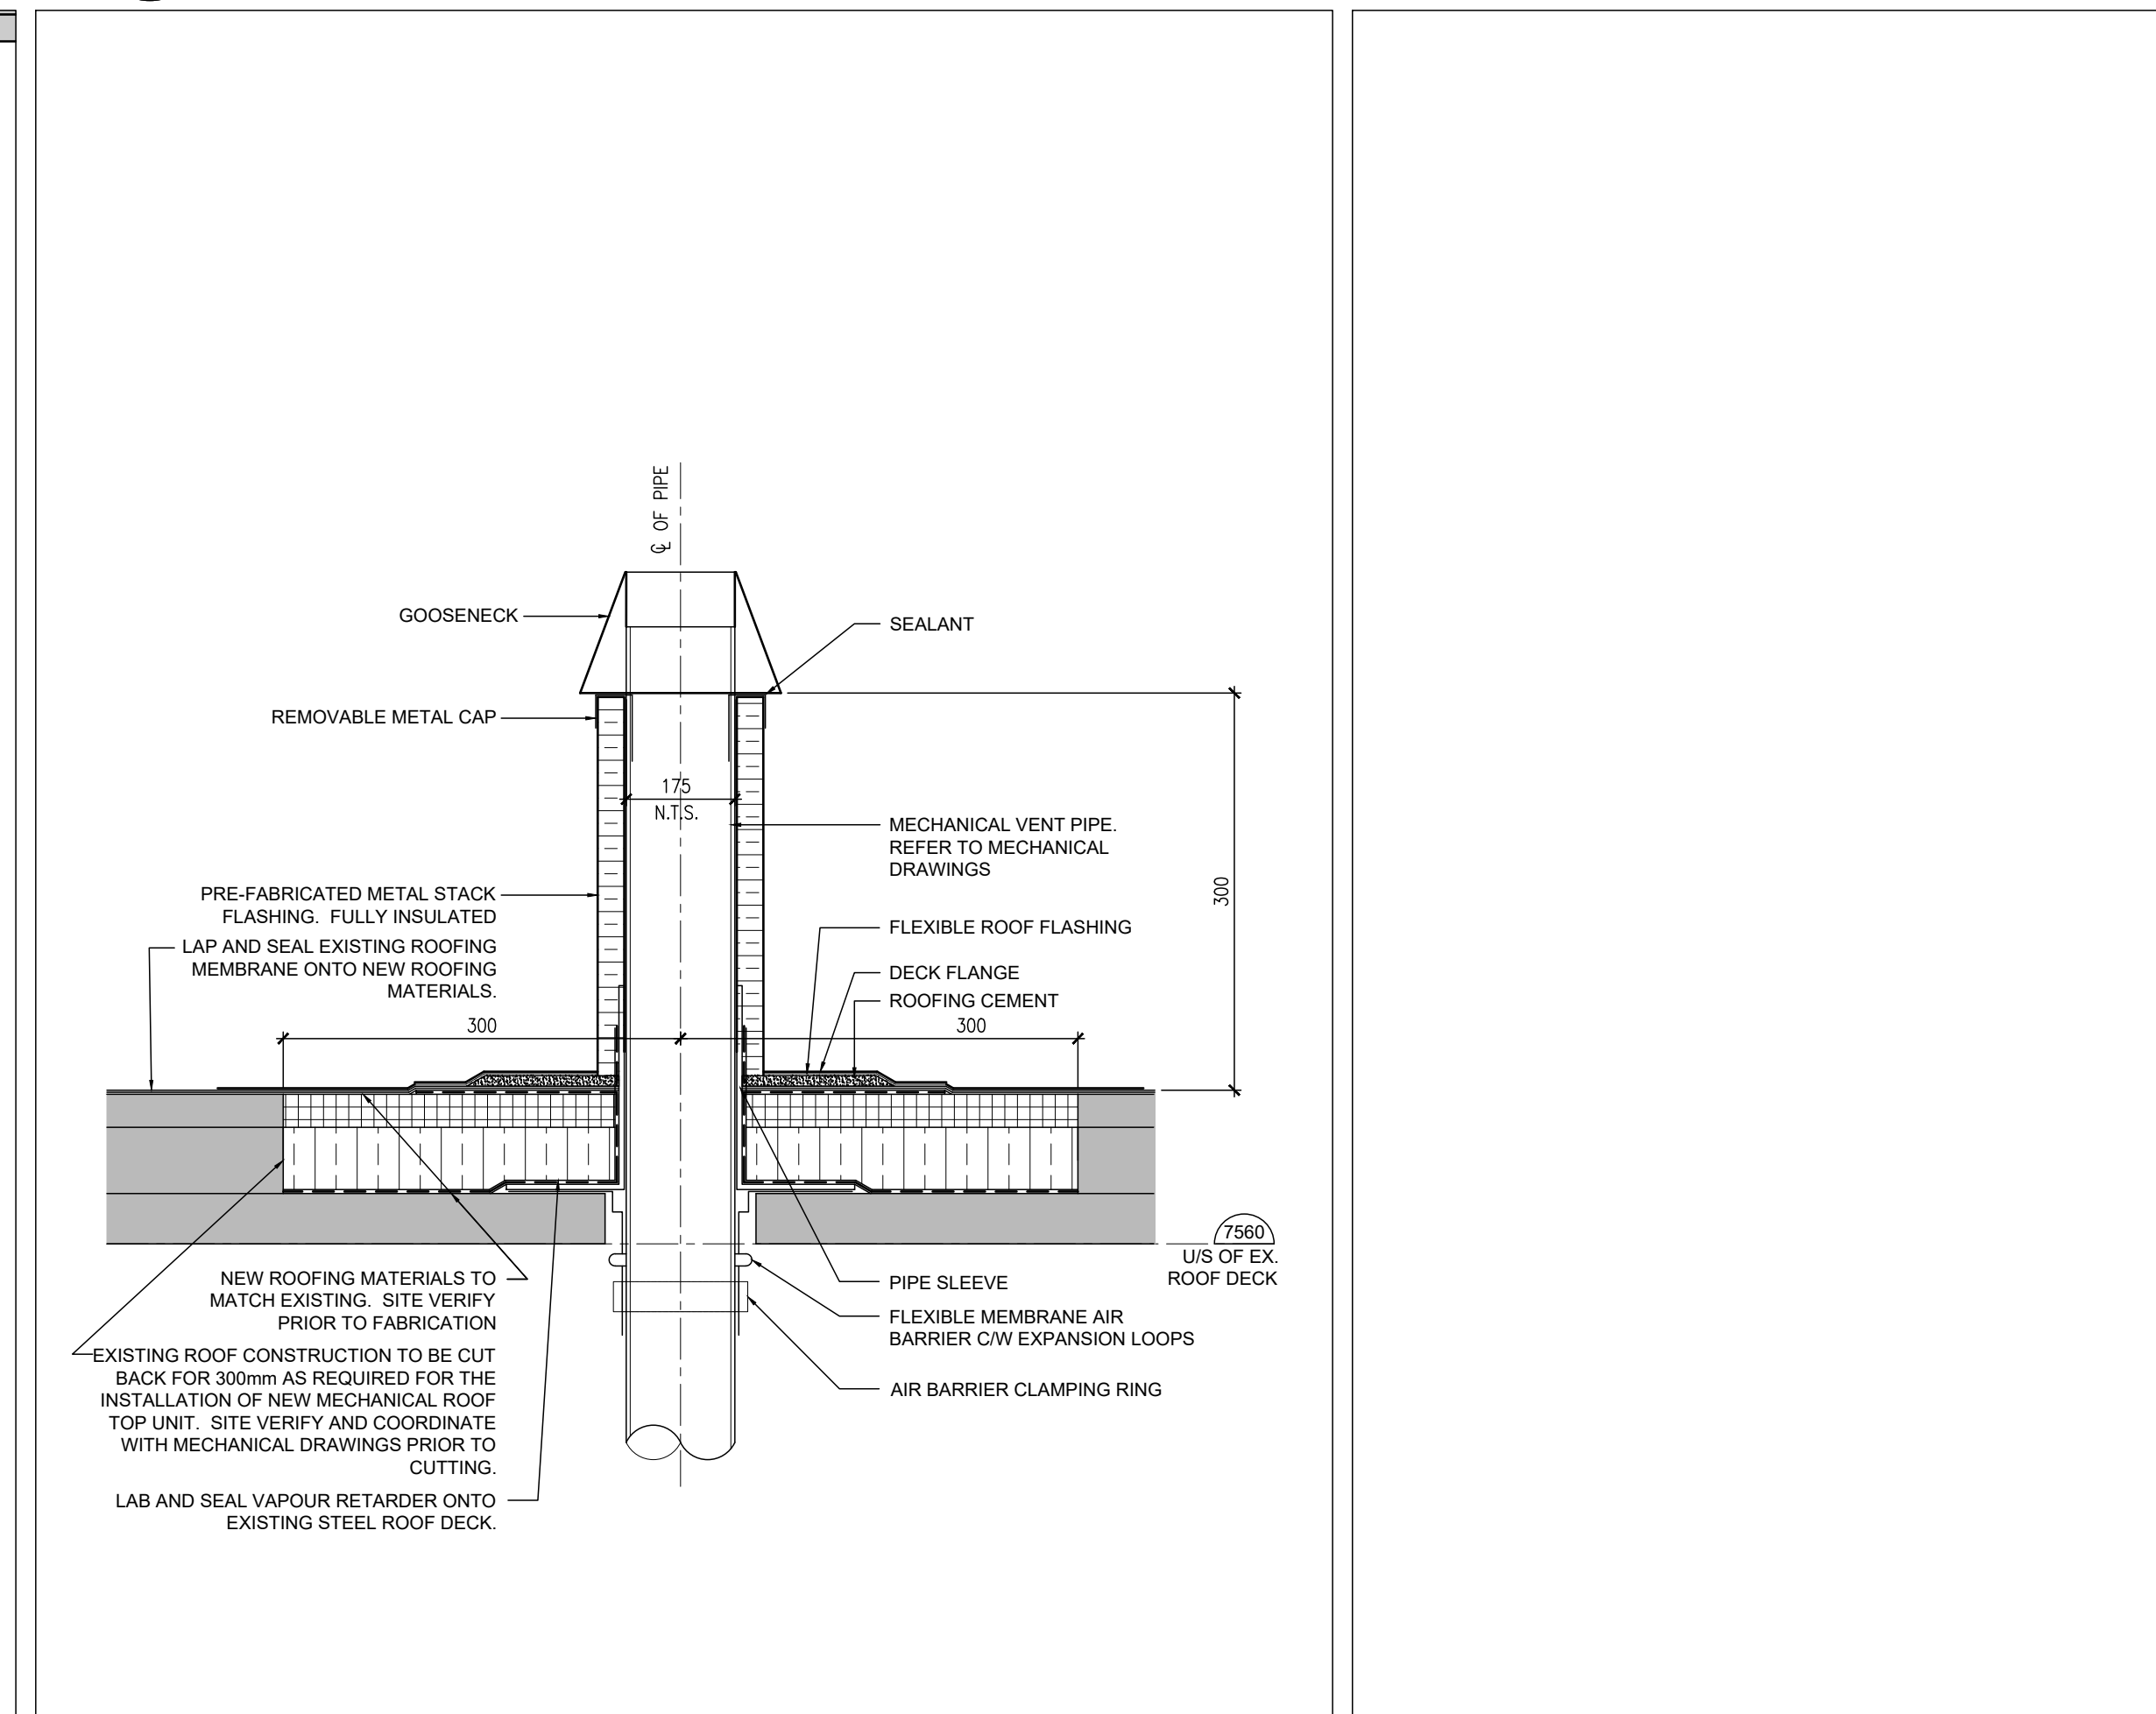 ℄ OF PIPE
GOOSENECK
SEALANT
REMOVABLE METAL CAP
175
N.T.S.
MECHANICAL VENT PIPE.
REFER TO MECHANICAL
DRAWINGS
300
PRE-FABRICATED METAL STACK
FLASHING.  FULLY INSULATED
FLEXIBLE ROOF FLASHING
LAP AND SEAL EXISTING ROOFING
MEMBRANE ONTO NEW ROOFING
MATERIALS.
DECK FLANGE
ROOFING CEMENT
300
300
7560
U/S OF EX.
ROOF DECK
NEW ROOFING MATERIALS TO
MATCH EXISTING.  SITE VERIFY
PRIOR TO FABRICATION
PIPE SLEEVE
FLEXIBLE MEMBRANE AIR
BARRIER C/W EXPANSION LOOPS
EXISTING ROOF CONSTRUCTION TO BE CUT
BACK FOR 300mm AS REQUIRED FOR THE
INSTALLATION OF NEW MECHANICAL ROOF
TOP UNIT.  SITE VERIFY AND COORDINATE
WITH MECHANICAL DRAWINGS PRIOR TO
CUTTING.
AIR BARRIER CLAMPING RING
LAB AND SEAL VAPOUR RETARDER ONTO
EXISTING STEEL ROOF DECK.